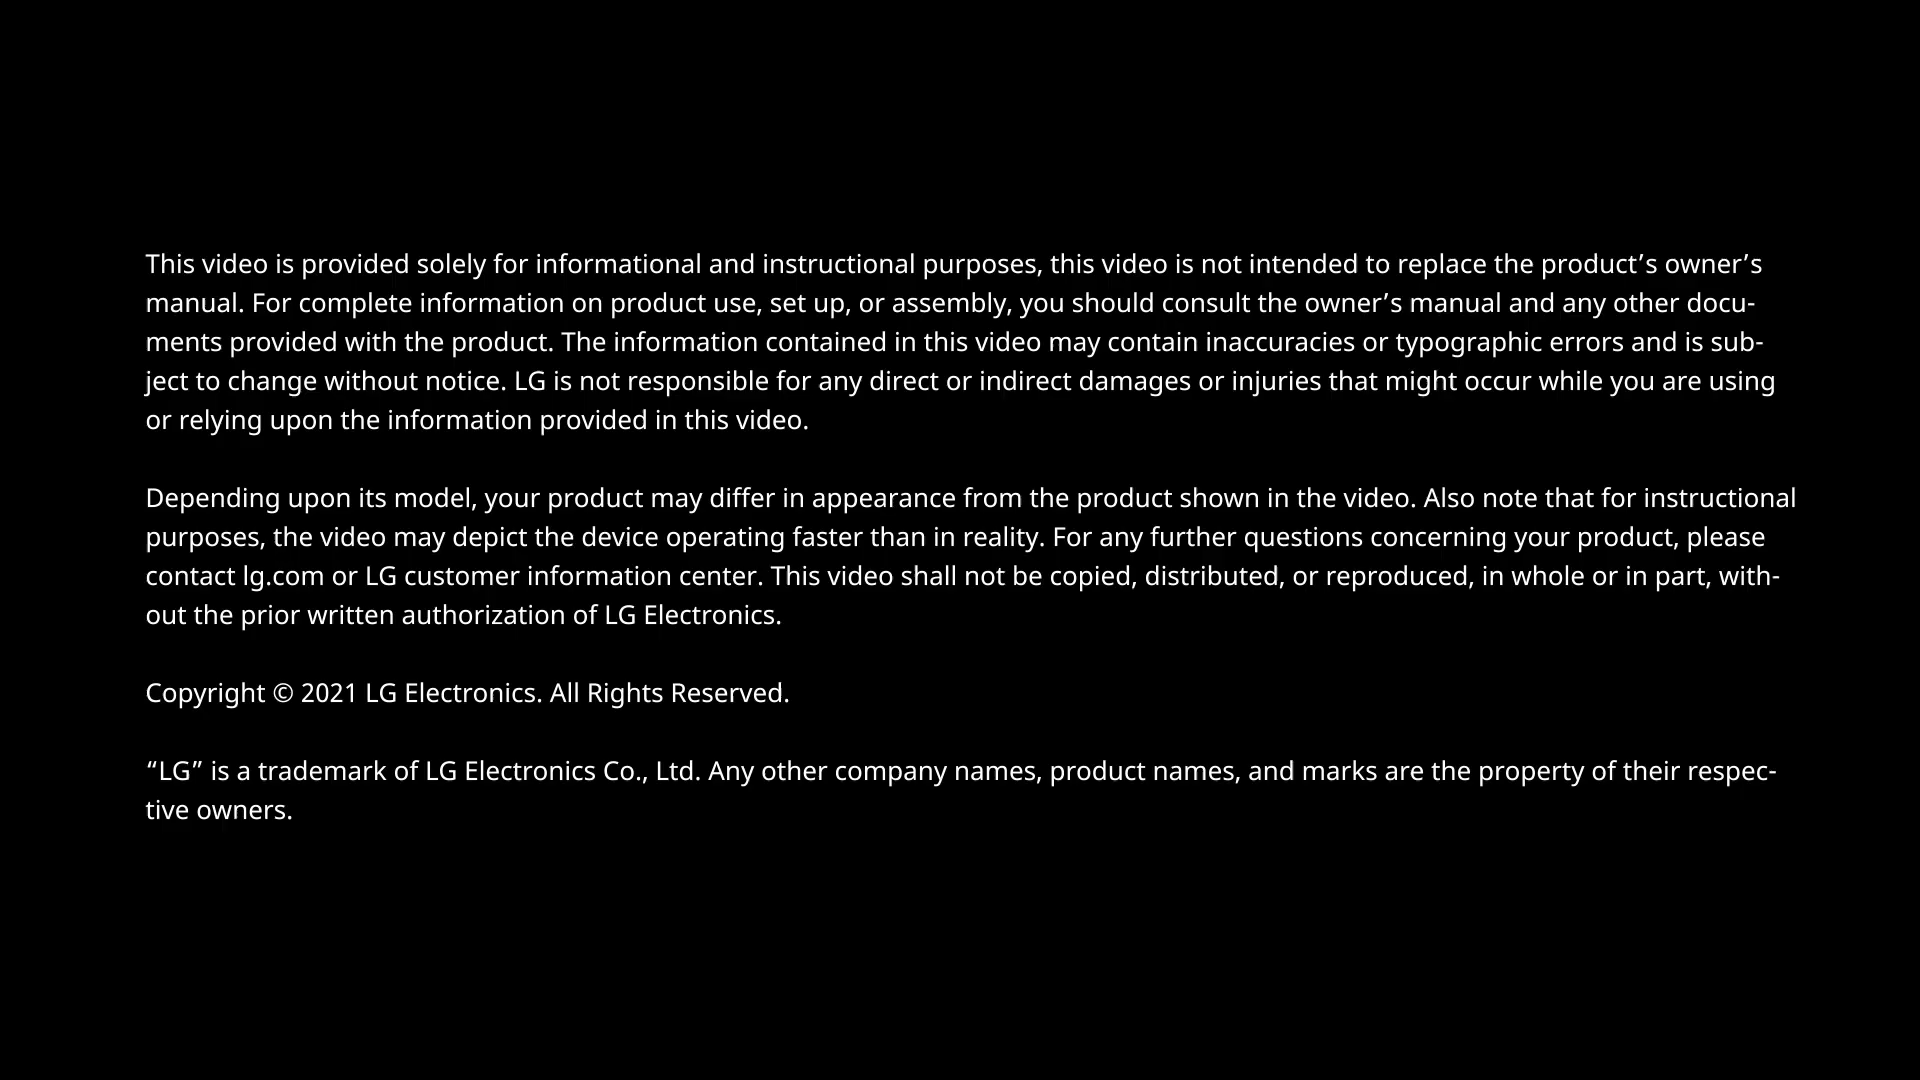 This video is provided solely for informational and instructional purposes, this video is not intended to replace the product’s owner’s
manual. For complete information on product use, set up, or assembly, you should consult the owner’s manual and any other docu-
ments provided with the product. The information contained in this video may contain inaccuracies or typographic errors and is sub-
ject to change without notice. LG is not responsible for any direct or indirect damages or injuries that might occur while you are using
or relying upon the information provided in this video.
Depending upon its model, your product may differ in appearance from the product shown in the video. Also note that for instructional
purposes, the video may depict the device operating faster than in reality. For any further questions concerning your product, please
contact lg.com or LG customer information center. This video shall not be copied, distributed, or reproduced, in whole or in part, with-
out the prior written authorization of LG Electronics.
Copyright © 2021 LG Electronics. All Rights Reserved.
“LG” is a trademark of LG Electronics Co., Ltd. Any other company names, product names, and marks are the property of their respec-
tive owners.